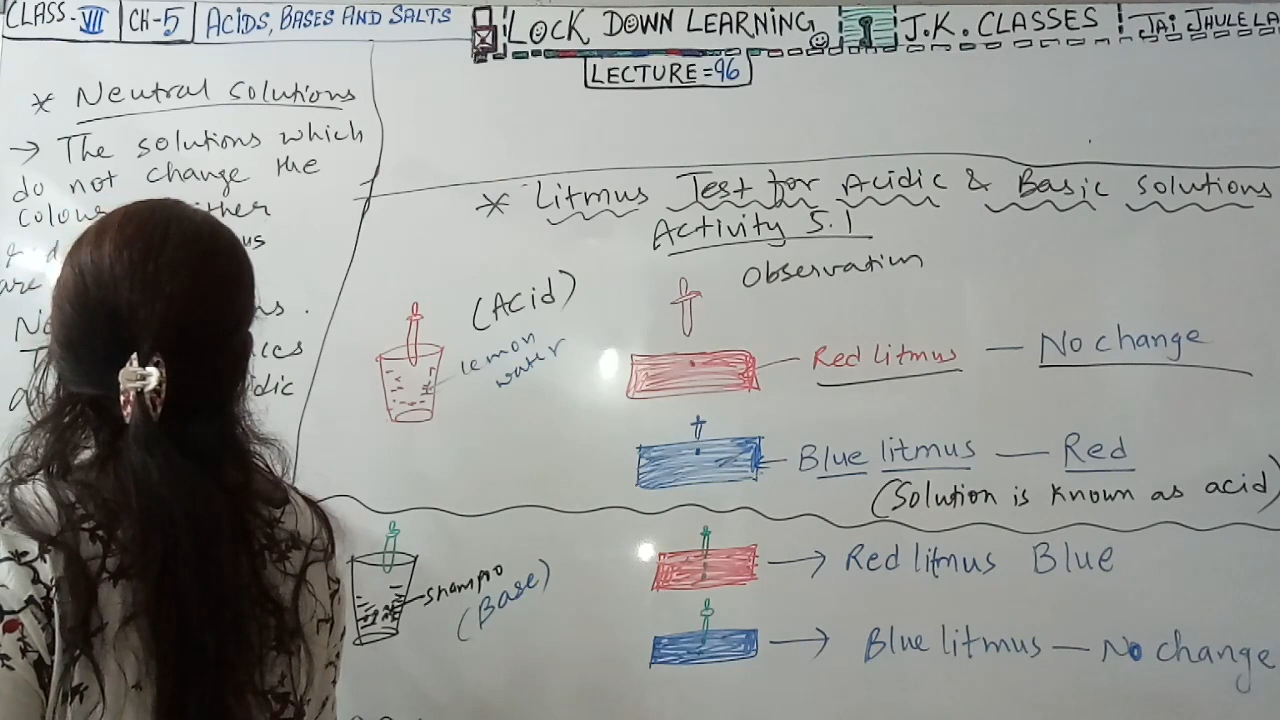 CLASS-VII CH-5 ACIDS, BASES AND SALTS
LOCK DOWN LEARNING J.K. CLASSES JAI JHULELA
LECTURE=96
* Neutral solutions
→ The solutions which
do not change the
* Litmus Test for Acidic & Basic Solutions
Activity 5.1
Observation
(Acid)
lemon
water
Red litmus — No change
Blue litmus — Red
(Solution is known as acid)
shampoo
(Base)
→ Red litmus Blue
→ Blue litmus — No change